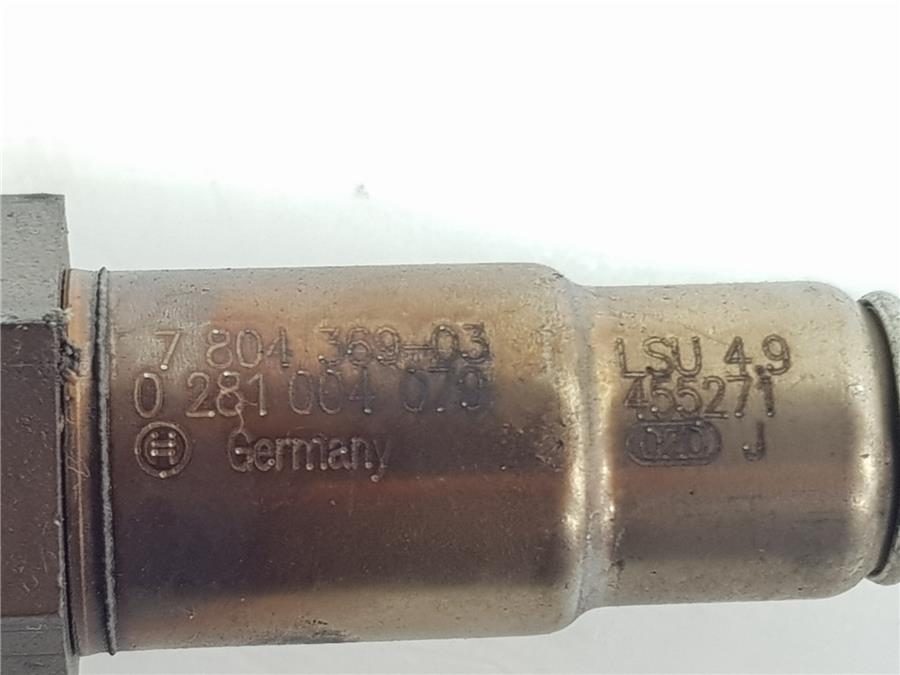 7 804 369-03
0 281 004 079
Germany
LSU 4.9
455271
J